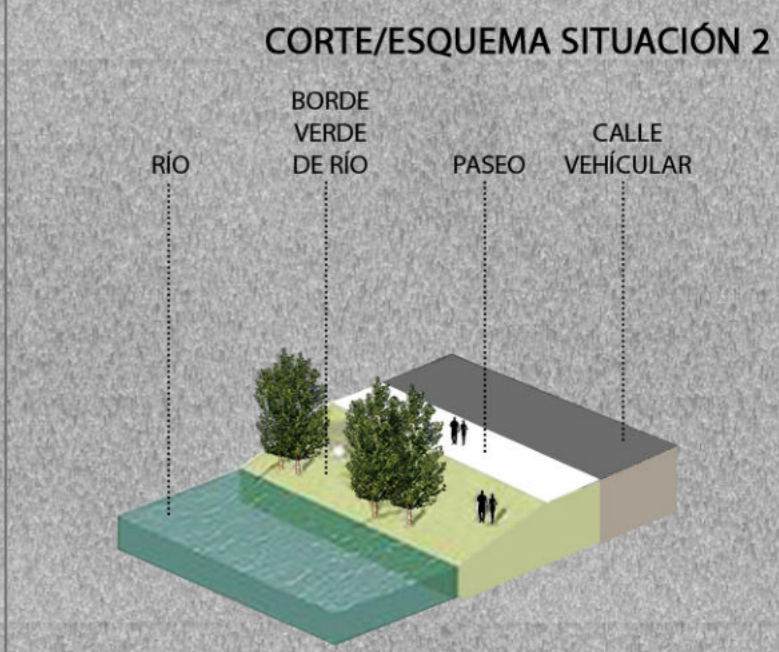 CORTE/ESQUEMA SITUACIÓN 2
RÍO
BORDE
VERDE
DE RÍO
PASEO
CALLE
VEHÍCULAR